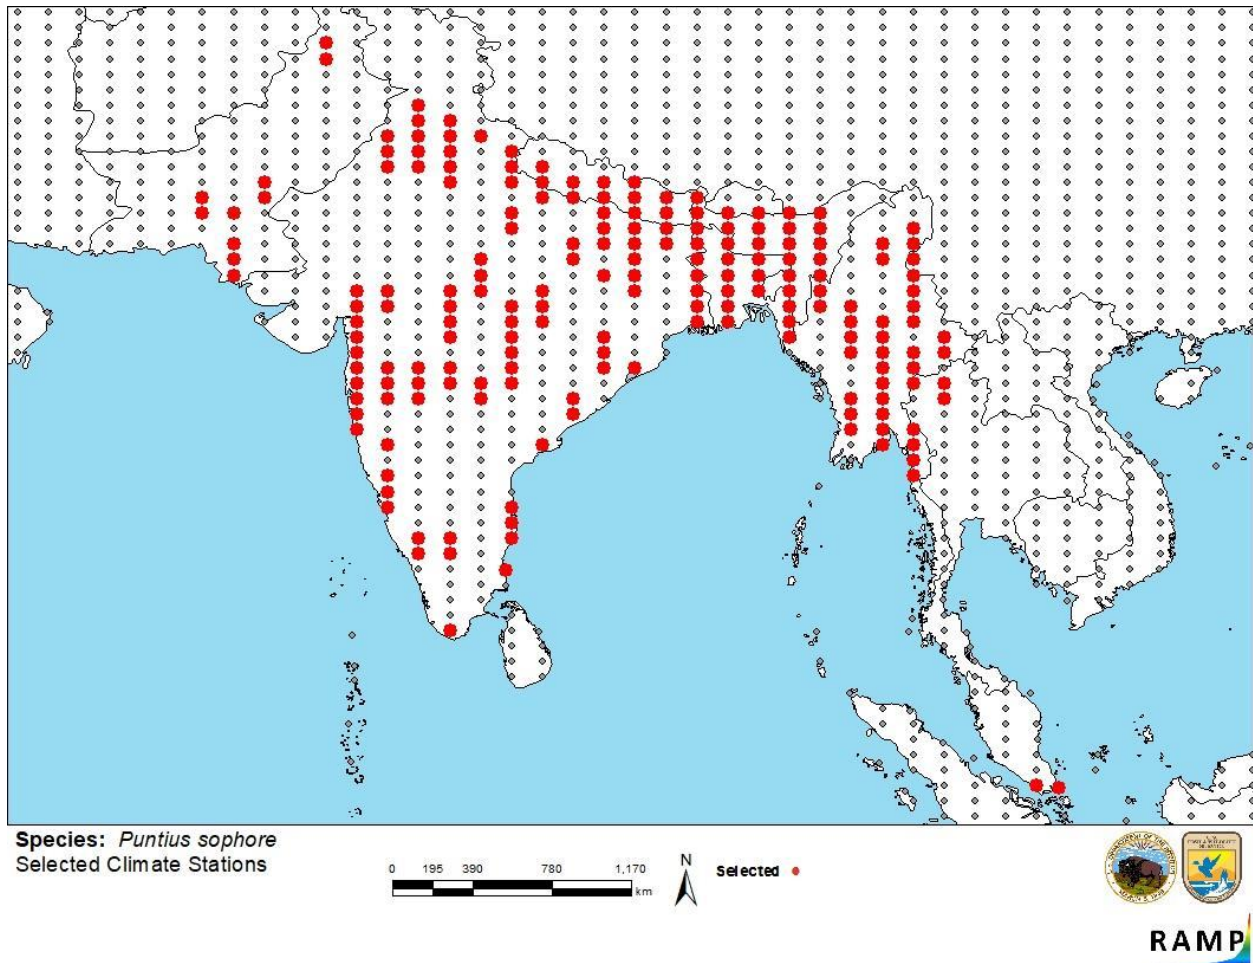 Species: Puntius sophore
Selected Climate Stations
0 195 390 780 1,170
km
N
Selected
RAMP